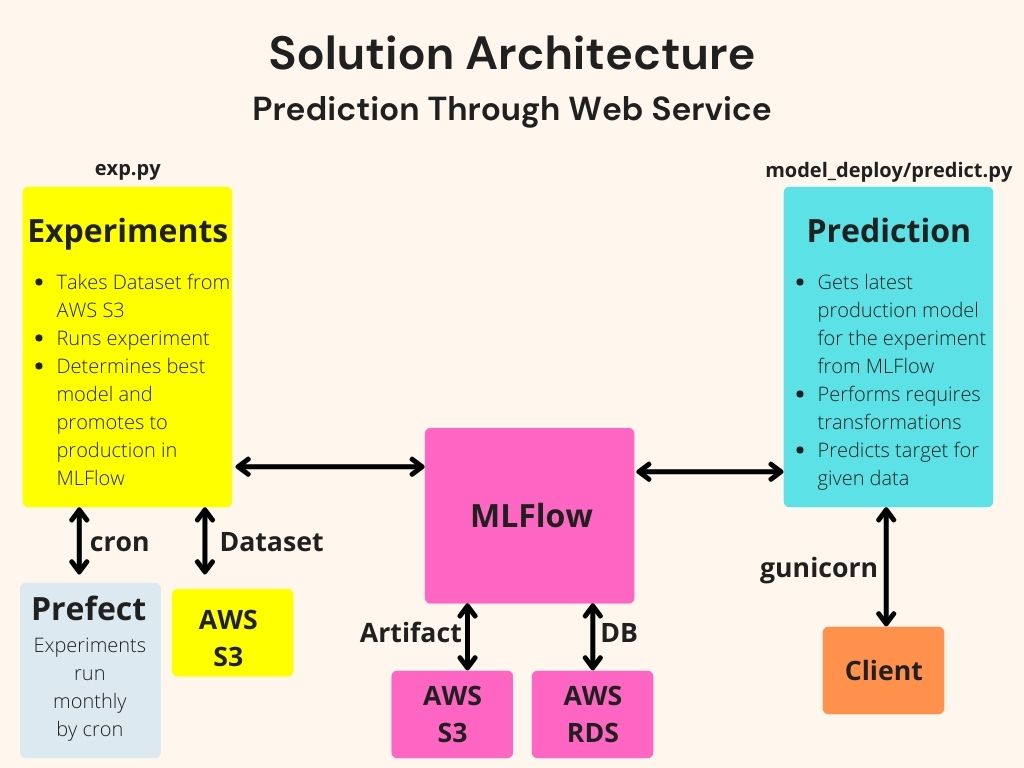 Solution Architecture
Prediction Through Web Service
exp.py
Experiments
• Takes Dataset from
AWS S3
• Runs experiment
• Determines best
model and
promotes to
production in
MLFlow
cron
Dataset
Prefect
Experiments
run
monthly
by cron
AWS
S3
MLFlow
Artifact
DB
AWS
S3
AWS
RDS
model_deploy/predict.py
Prediction
• Gets latest
production model
for the experiment
from MLFlow
• Performs requires
transformations
• Predicts target for
given data
gunicorn
Client